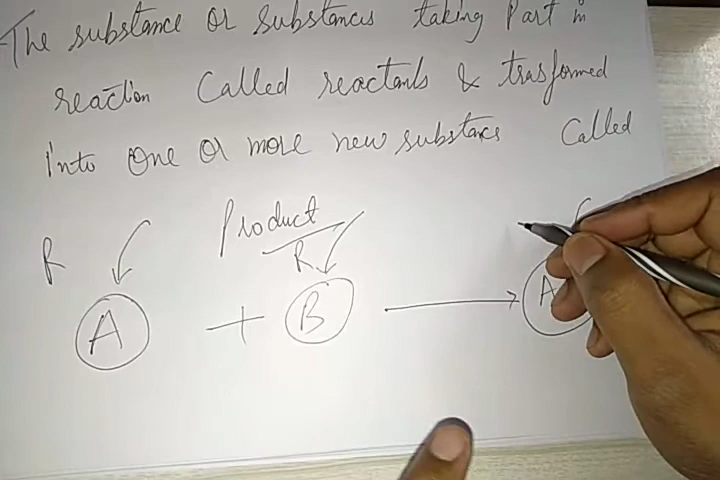 The substance or substances taking Part in
reaction Called reactants & trasformed
into one or more new substances Called
Product
R R
A + B → A